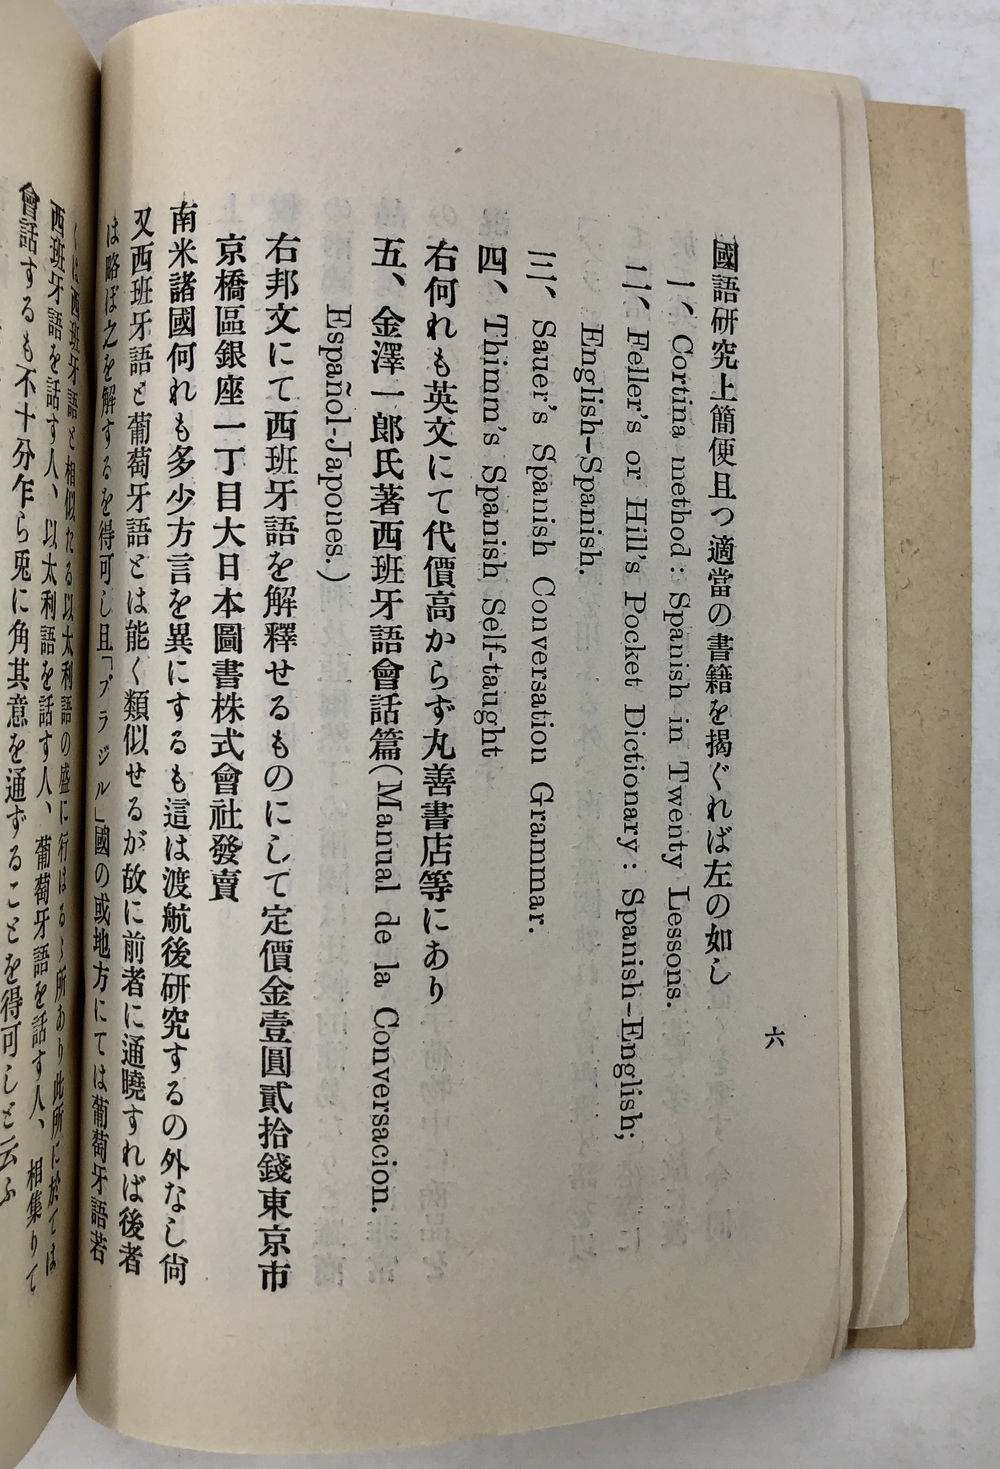 六
國語研究上簡便且つ適當の書籍を揭ぐれば左の如し
一、Cortina method: Spanish in Twenty Lessons.
二、Feller's or Hill's Pocket Dictionary: Spanish–English;
English–Spanish.
三、Sauer's Spanish Conversation Grammar.
四、Thimm's Spanish Self-taught
右何れも英文にて代價高からず丸善書店等にあり
五、金澤一郎氏著西班牙語會話篇(Manual de la Conversacion.
Español-Japones.)
右邦文にて西班牙語を解釋せるものにして定價金壹圓貳拾錢東京市
京橋區銀座一丁目大日本圖書株式會社發賣
南米諸國何れも多少方言を異にするも這は渡航後研究するの外なし尙
又西班牙語と葡萄牙語とは能く類似せるが故に前者に通曉すれば後者
は略ぼ之を解するを得可し且「ブラジル」國の或地方にては葡萄牙語若
くは西班牙語と相似たる以太利語の盛に行はるゝ所あり此所に於ては
西班牙語を話す人、以太利語を話す人、葡萄牙語を話す人、相集りて
會話するも不十分乍ら兎に角其意を通ずることを得可しと云ふ